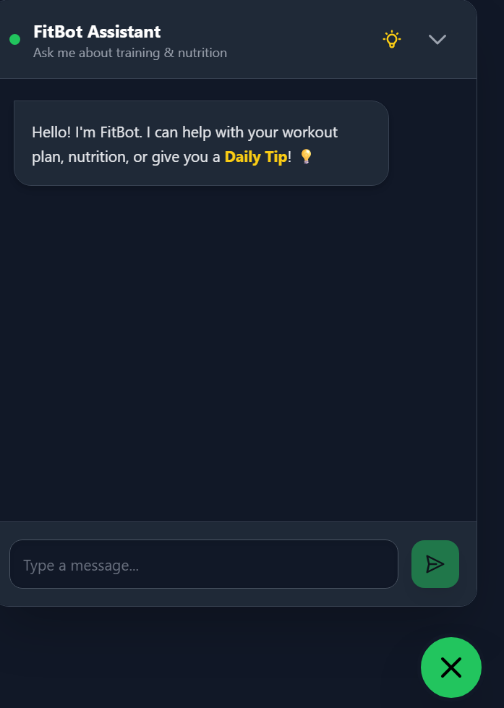 FitBot Assistant
Ask me about training & nutrition
Hello! I'm FitBot. I can help with your workout
plan, nutrition, or give you a Daily Tip! 💡
Type a message...